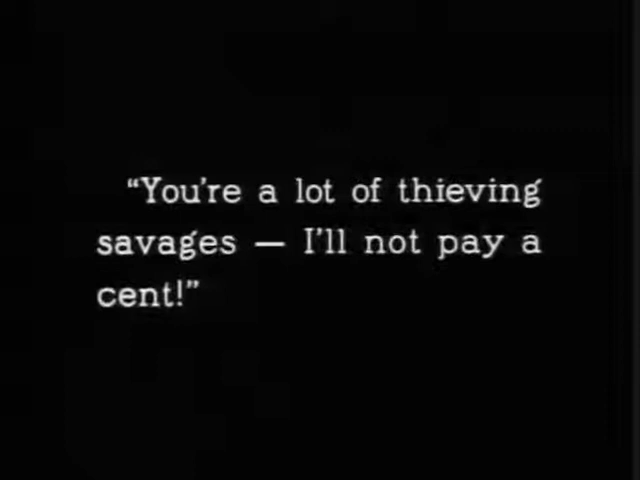 “You’re a lot of thieving
savages — I’ll not pay a
cent!”